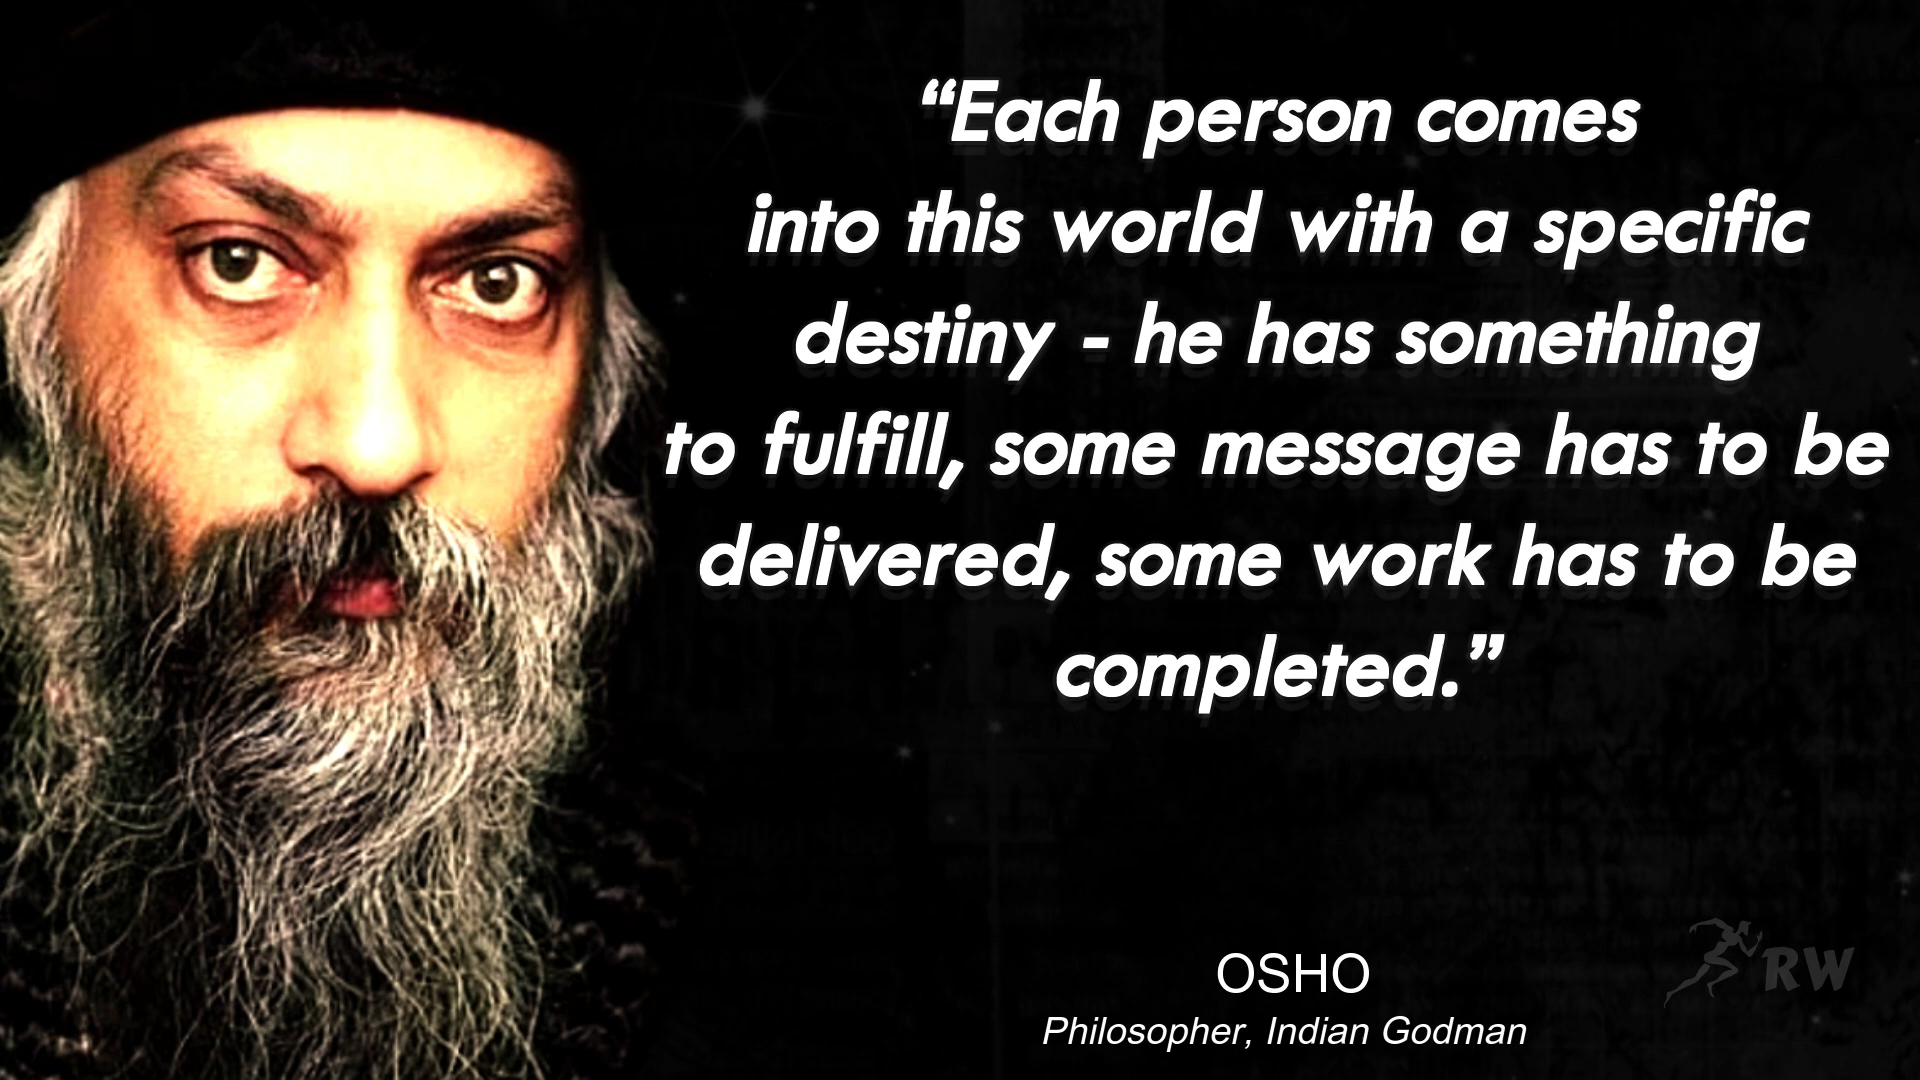 “Each person comes
into this world with a specific
destiny - he has something
to fulfill, some message has to be
delivered, some work has to be
completed.”
OSHO
Philosopher, Indian Godman
RW